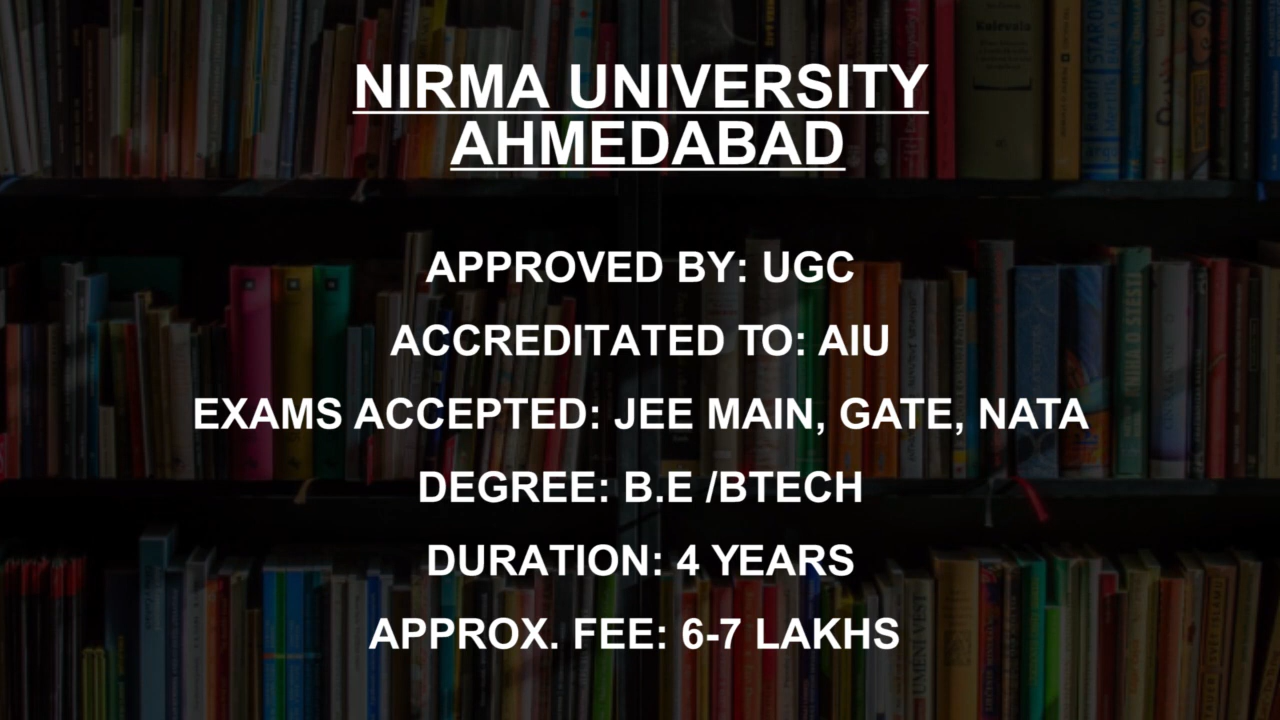 NIRMA UNIVERSITY
AHMEDABAD
APPROVED BY: UGC
ACCREDITATED TO: AIU
EXAMS ACCEPTED: JEE MAIN, GATE, NATA
DEGREE: B.E /BTECH
DURATION: 4 YEARS
APPROX. FEE: 6-7 LAKHS